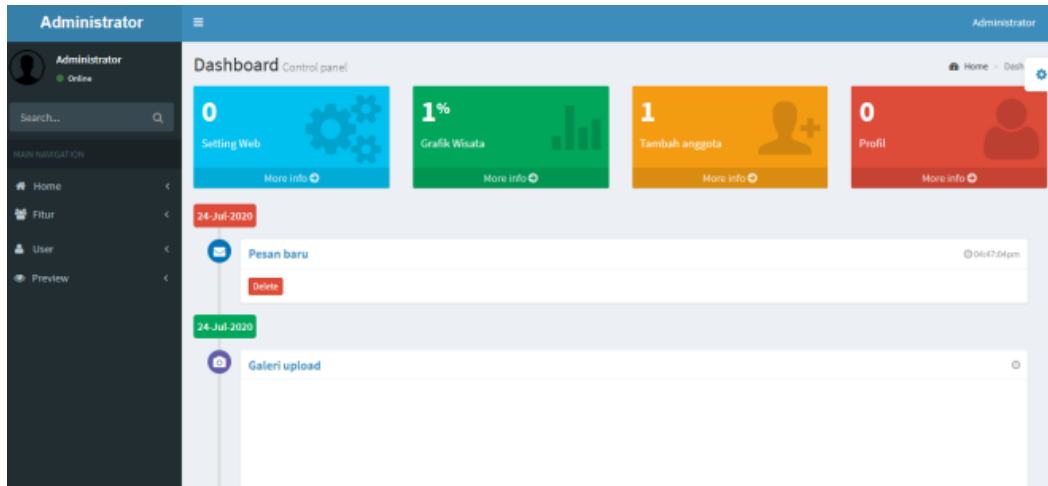 Administrator
Administrator
Administrator
Online
Dashboard Control panel
Home > Dash
Search...
MAIN NAVIGATION
Home
Fitur
User
Preview
0
Setting Web
More info
1%
Grafik Wisata
More info
1
Tambah anggota
More info
0
Profil
More info
24-Jul-2020
Pesan baru
04:47:04pm
Delete
24-Jul-2020
Galeri upload